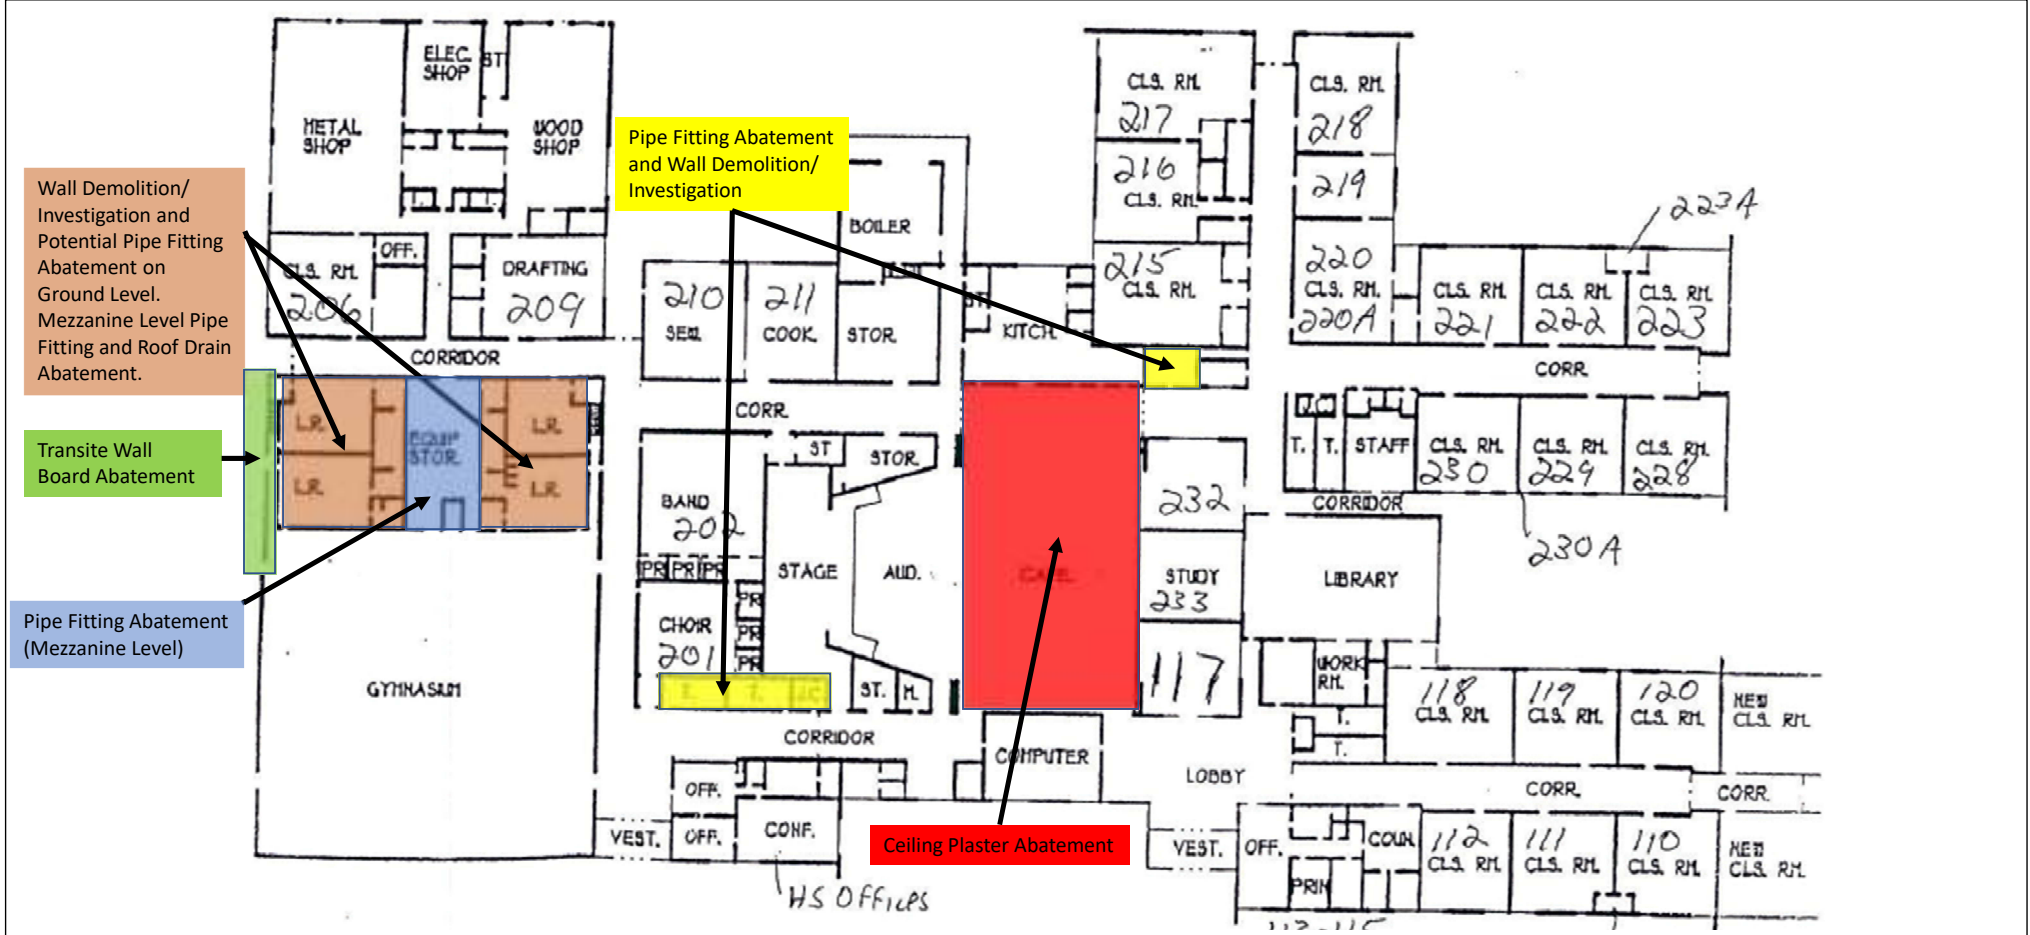 ELEC.
SHOP
ST
METAL
SHOP
WOOD
SHOP
T.
T.
CLS. RM.
206
OFF.
DRAFTING
209
CORRIDOR
Wall Demolition/
Investigation and
Potential Pipe Fitting
Abatement on
Ground Level.
Mezzanine Level Pipe
Fitting and Roof Drain
Abatement.
Transite Wall
Board Abatement
Pipe Fitting Abatement
(Mezzanine Level)
L.R.
L.R.
EQUIP
STOR.
L.R.
L.R.
GYMNASIUM
Pipe Fitting Abatement
and Wall Demolition/
Investigation
BOILER
210
SEW.
211
COOK.
STOR.
ST.
KITCH.
CORR.
BAND
202
PR PR PR
CHOIR
201
PR
PR
PR
ST
STOR.
STAGE
AUD.
T.
T.
J.C.
ST.
M.
CORRIDOR
OFF.
OFF.
CONF.
VEST.
HS OFFICES
COMPUTER
Ceiling Plaster Abatement
CLS. RM.
217
216
CLS. RM.
215
CLS. RM.
CLS. RM.
218
219
220
CLS. RM.
220A
223A
CLS. RM.
221
CLS. RM.
222
CLS. RM.
223
CORR.
J.C.
T.
T.
STAFF
CLS. RM.
230
CLS. RM.
229
CLS. RM.
228
CORRIDOR
230A
232
STUDY
233
117
LIBRARY
WORK
RM.
T.
T.
LOBBY
118
CLS. RM.
119
CLS. RM.
120
CLS. RM.
NEW
CLS. RM.
CORR.
CORR.
VEST.
OFF.
PRIN
COUN.
112
CLS. RM.
111
CLS. RM.
110
CLS. RM.
NEW
CLS. RM.